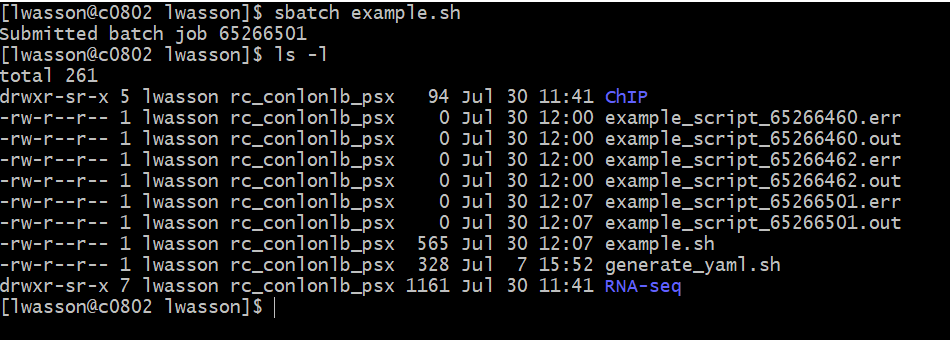 [lwasson@c0802 lwasson]$ sbatch example.sh
Submitted batch job 65266501
[lwasson@c0802 lwasson]$ ls -l
total 261
drwxr-sr-x 5 lwasson rc_conlonlb_psx   94 Jul 30 11:41 ChIP
-rw-r--r-- 1 lwasson rc_conlonlb_psx    0 Jul 30 12:00 example_script_65266460.err
-rw-r--r-- 1 lwasson rc_conlonlb_psx    0 Jul 30 12:00 example_script_65266460.out
-rw-r--r-- 1 lwasson rc_conlonlb_psx    0 Jul 30 12:00 example_script_65266462.err
-rw-r--r-- 1 lwasson rc_conlonlb_psx    0 Jul 30 12:00 example_script_65266462.out
-rw-r--r-- 1 lwasson rc_conlonlb_psx    0 Jul 30 12:07 example_script_65266501.err
-rw-r--r-- 1 lwasson rc_conlonlb_psx    0 Jul 30 12:07 example_script_65266501.out
-rw-r--r-- 1 lwasson rc_conlonlb_psx  565 Jul 30 12:07 example.sh
-rw-r--r-- 1 lwasson rc_conlonlb_psx  328 Jul  7 15:52 generate_yaml.sh
drwxr-sr-x 7 lwasson rc_conlonlb_psx 1161 Jul 30 11:41 RNA-seq
[lwasson@c0802 lwasson]$